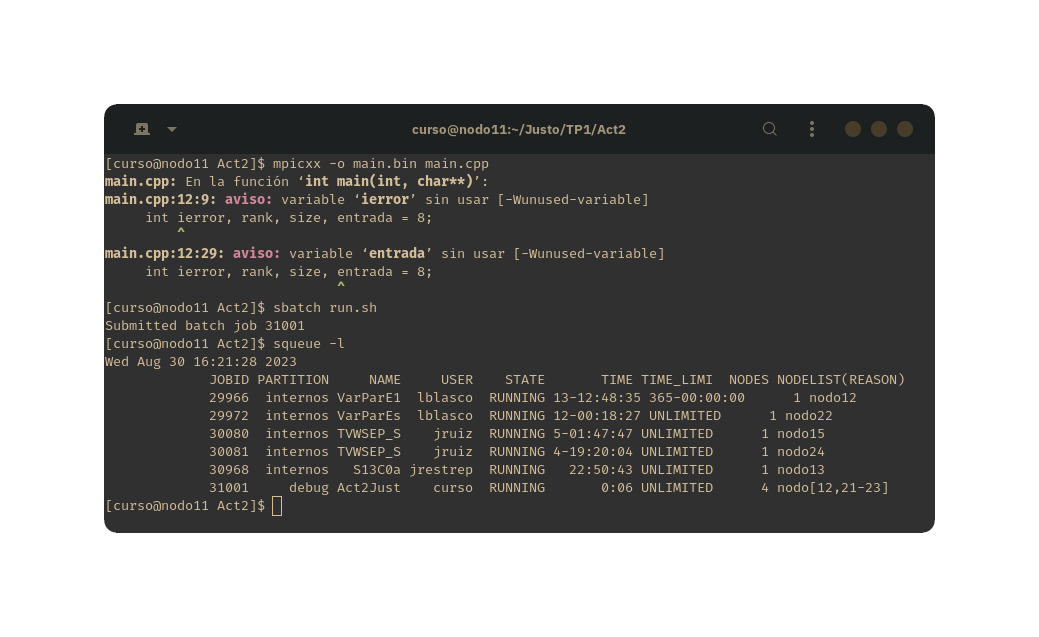 curso@nodo11:~/Justo/TP1/Act2
[curso@nodo11 Act2]$ mpicxx -o main.bin main.cpp
main.cpp: En la función ‘int main(int, char**)’:
main.cpp:12:9: aviso: variable ‘ierror’ sin usar [-Wunused-variable]
     int ierror, rank, size, entrada = 8;
         ^
main.cpp:12:29: aviso: variable ‘entrada’ sin usar [-Wunused-variable]
     int ierror, rank, size, entrada = 8;
                             ^
[curso@nodo11 Act2]$ sbatch run.sh
Submitted batch job 31001
[curso@nodo11 Act2]$ squeue -l
Wed Aug 30 16:21:28 2023
             JOBID PARTITION     NAME     USER    STATE       TIME TIME_LIMI  NODES NODELIST(REASON)
             29966  internos VarParE1  lblasco  RUNNING 13-12:48:35 365-00:00:00      1 nodo12
             29972  internos VarParEs  lblasco  RUNNING 12-00:18:27 UNLIMITED      1 nodo22
             30080  internos TVWSEP_S    jruiz  RUNNING 5-01:47:47 UNLIMITED      1 nodo15
             30081  internos TVWSEP_S    jruiz  RUNNING 4-19:20:04 UNLIMITED      1 nodo24
             30968  internos   S13C0a jrestrep  RUNNING   22:50:43 UNLIMITED      1 nodo13
             31001     debug Act2Just    curso  RUNNING       0:06 UNLIMITED      4 nodo[12,21-23]
[curso@nodo11 Act2]$